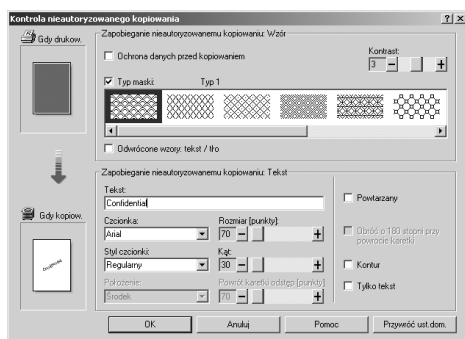 Kontrola nieautoryzowanego kopiowania
Gdy drukow.
Zapobieganie nieautoryzowanemu kopiowaniu: Wzór
Ochrona danych przed kopiowaniem
Kontrast:
3
Typ maski:
Typ 1
Odwrócone wzory: tekst / tło
Gdy kopiow.
Confidential
Zapobieganie nieautoryzowanemu kopiowaniu: Tekst
Tekst:
Confidential
Czcionka:
Rozmiar [punkty]:
Arial
70
Styl czcionki:
Kąt:
Regularny
30
Położenie:
Powrót karetki odstęp [punkty]
Środek
70
Powtarzany
Obróć o 180 stopni przy
powrocie karetki
Kontur
Tylko tekst
OK
Anuluj
Pomoc
Przywróć ust.dom.